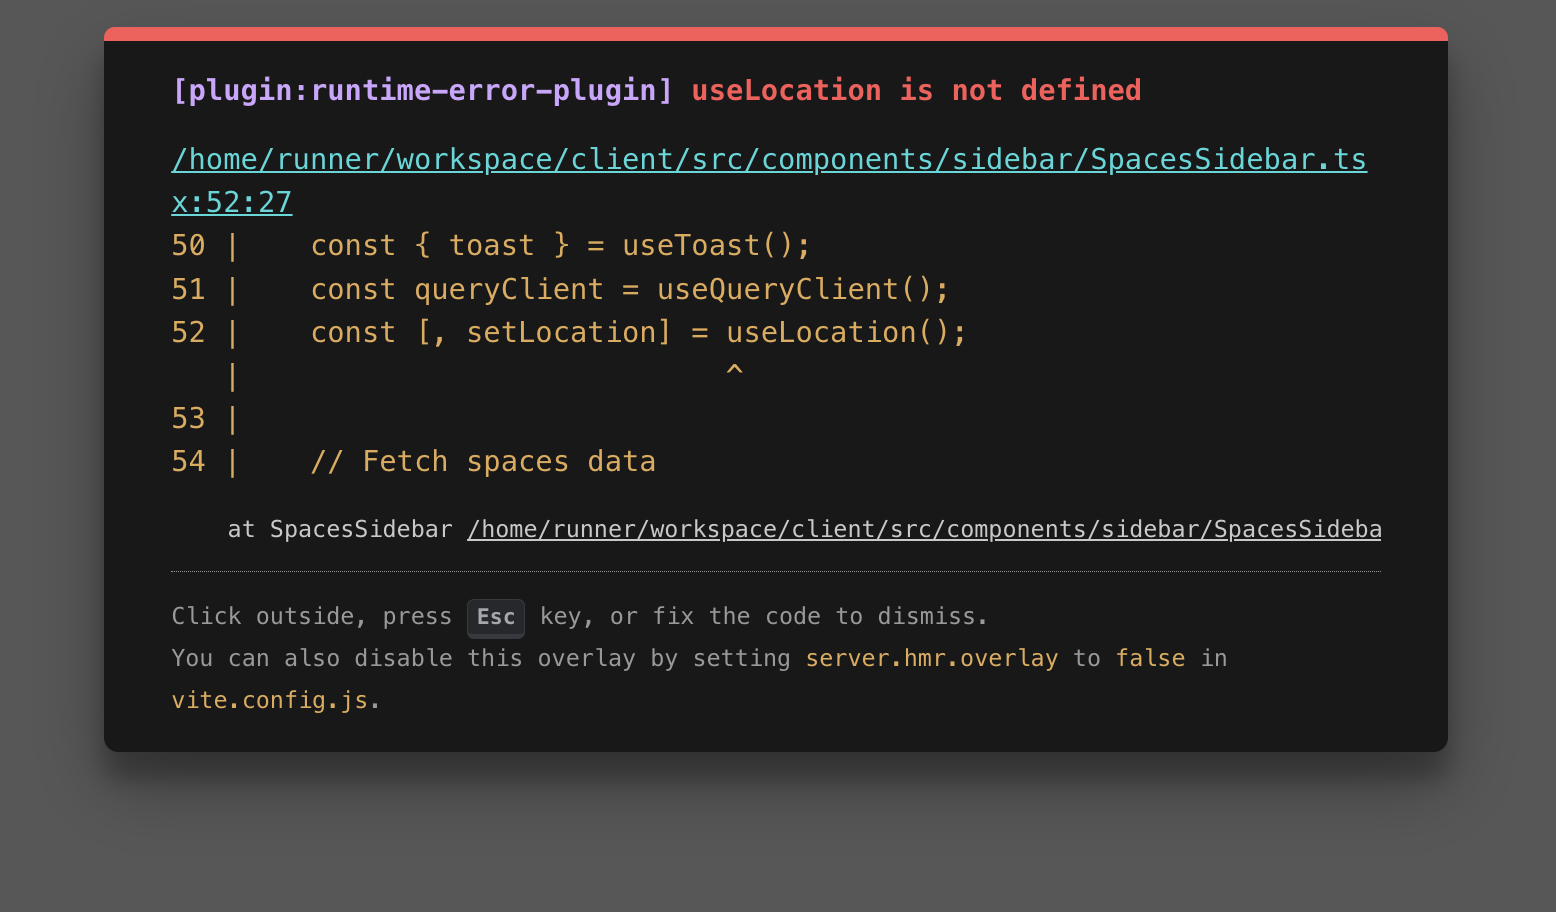 [plugin:runtime-error-plugin] useLocation is not defined
/home/runner/workspace/client/src/components/sidebar/SpacesSidebar.ts
x:52:27
50 |    const { toast } = useToast();
51 |    const queryClient = useQueryClient();
52 |    const [, setLocation] = useLocation();
   |                            ^
53 |
54 |    // Fetch spaces data
at SpacesSidebar /home/runner/workspace/client/src/components/sidebar/SpacesSideba
Click outside, press Esc key, or fix the code to dismiss.
You can also disable this overlay by setting server.hmr.overlay to false in
vite.config.js.